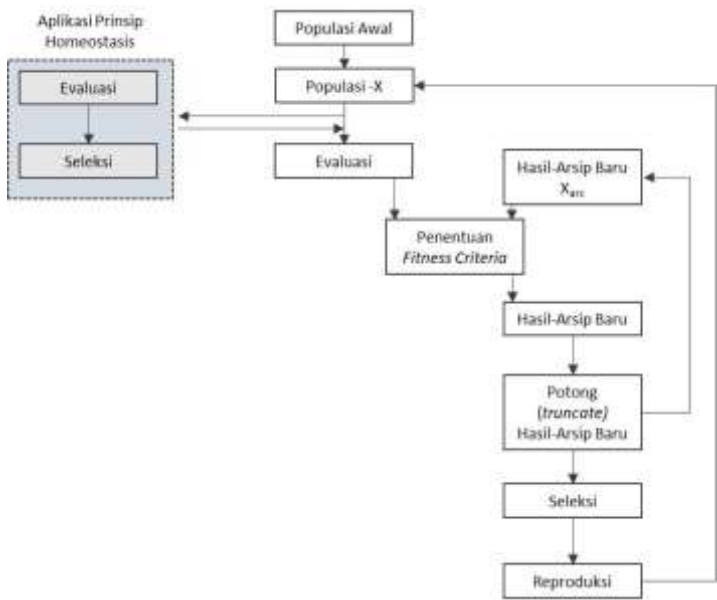 Aplikasi Prinsip
Homeostasis
Evaluasi
Seleksi
Populasi Awal
Populasi -X
Evaluasi
Hasil-Arsip Baru
Xarc
Penentuan
Fitness Criteria
Hasil-Arsip Baru
Potong
(truncate)
Hasil-Arsip Baru
Seleksi
Reproduksi